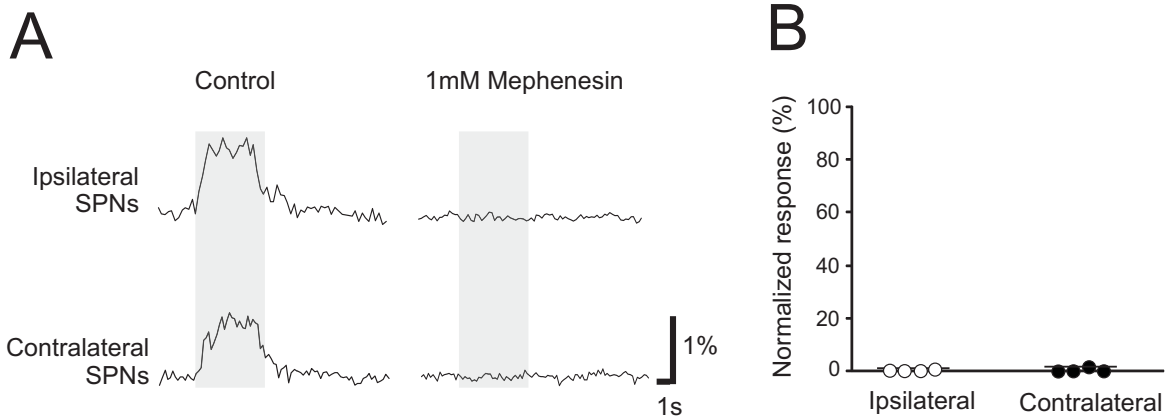 A
Control
1mM Mephenesin
Ipsilateral
SPNs
Contralateral
SPNs
1%
1s
B
Normalized response (%)
100
80
60
40
20
0
Ipsilateral
Contralateral